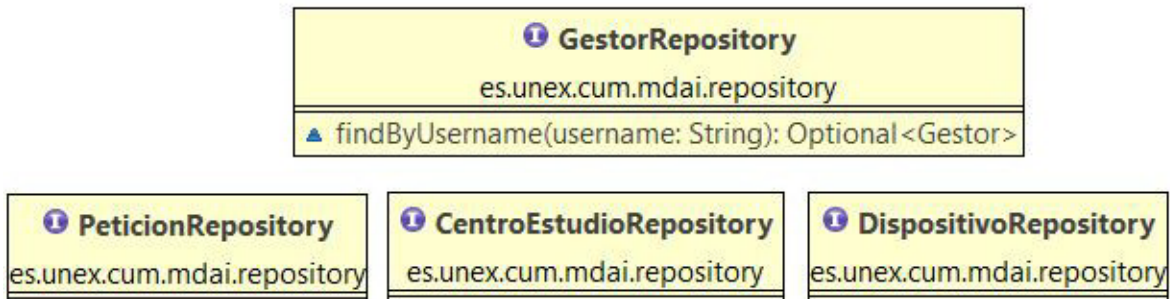 GestorRepository
es.unex.cum.mdai.repository
findByUsername(username: String): Optional<Gestor>
PeticionRepository
es.unex.cum.mdai.repository
CentroEstudioRepository
es.unex.cum.mdai.repository
DispositivoRepository
es.unex.cum.mdai.repository